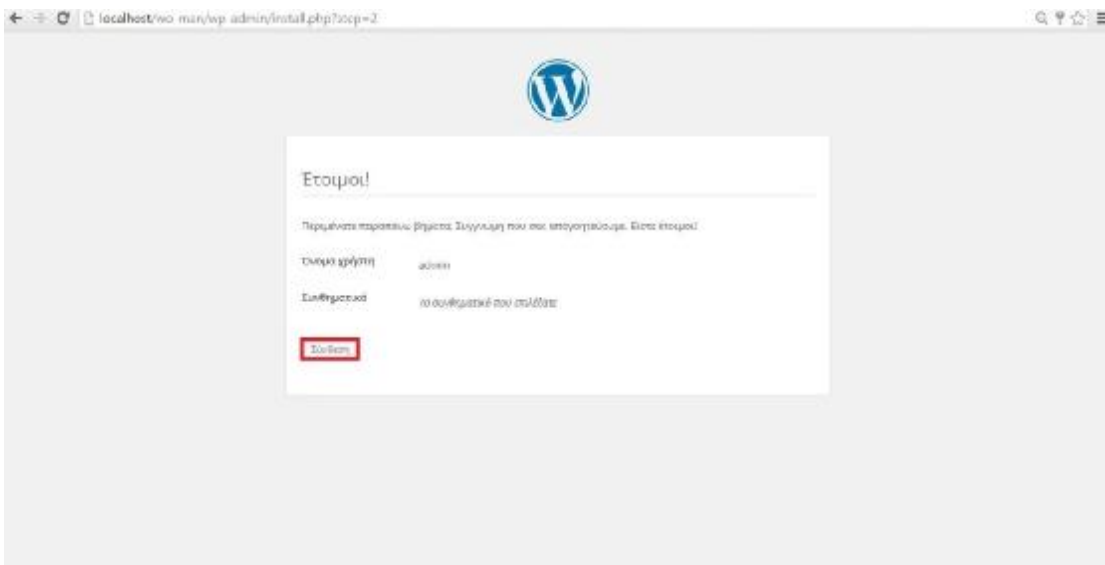 localhost/wo-man/wp-admin/install.php?step=2
Έτοιμοι!
Περιμένατε παραπάνω βήματα; Συγγνώμη που σας απογοητεύουμε. Είστε έτοιμοι!
Όνομα χρήστη
admin
Συνθηματικό
το συνθηματικό που επιλέξατε
Σύνδεση